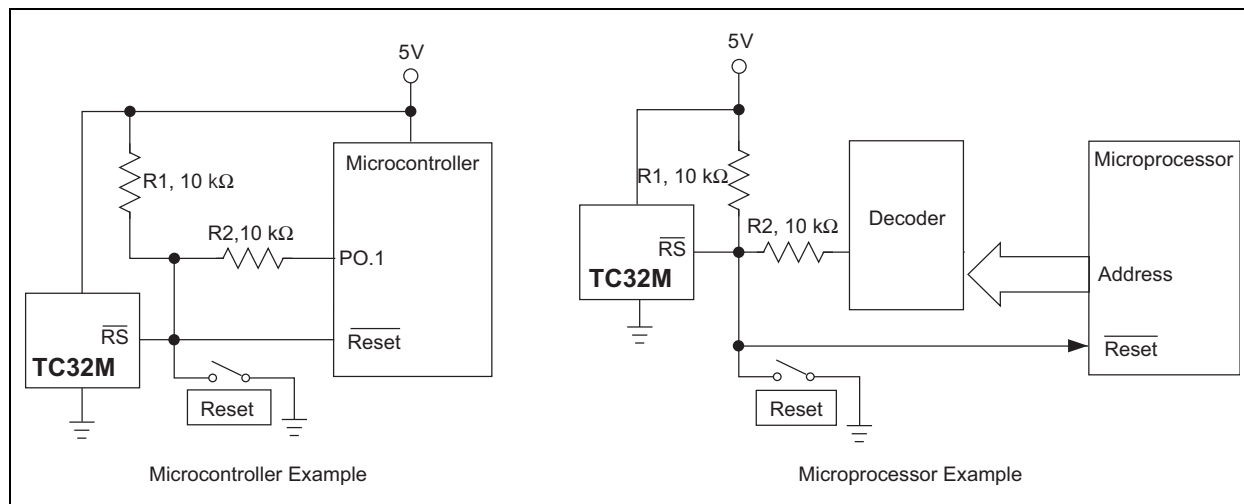 5V
Microcontroller
R1, 10 kΩ
R2,10 kΩ
PO.1
RS
TC32M
Reset
Reset
Microcontroller Example
5V
Microprocessor
R1, 10 kΩ
R2, 10 kΩ
Decoder
RS
TC32M
Address
Reset
Reset
Microprocessor Example